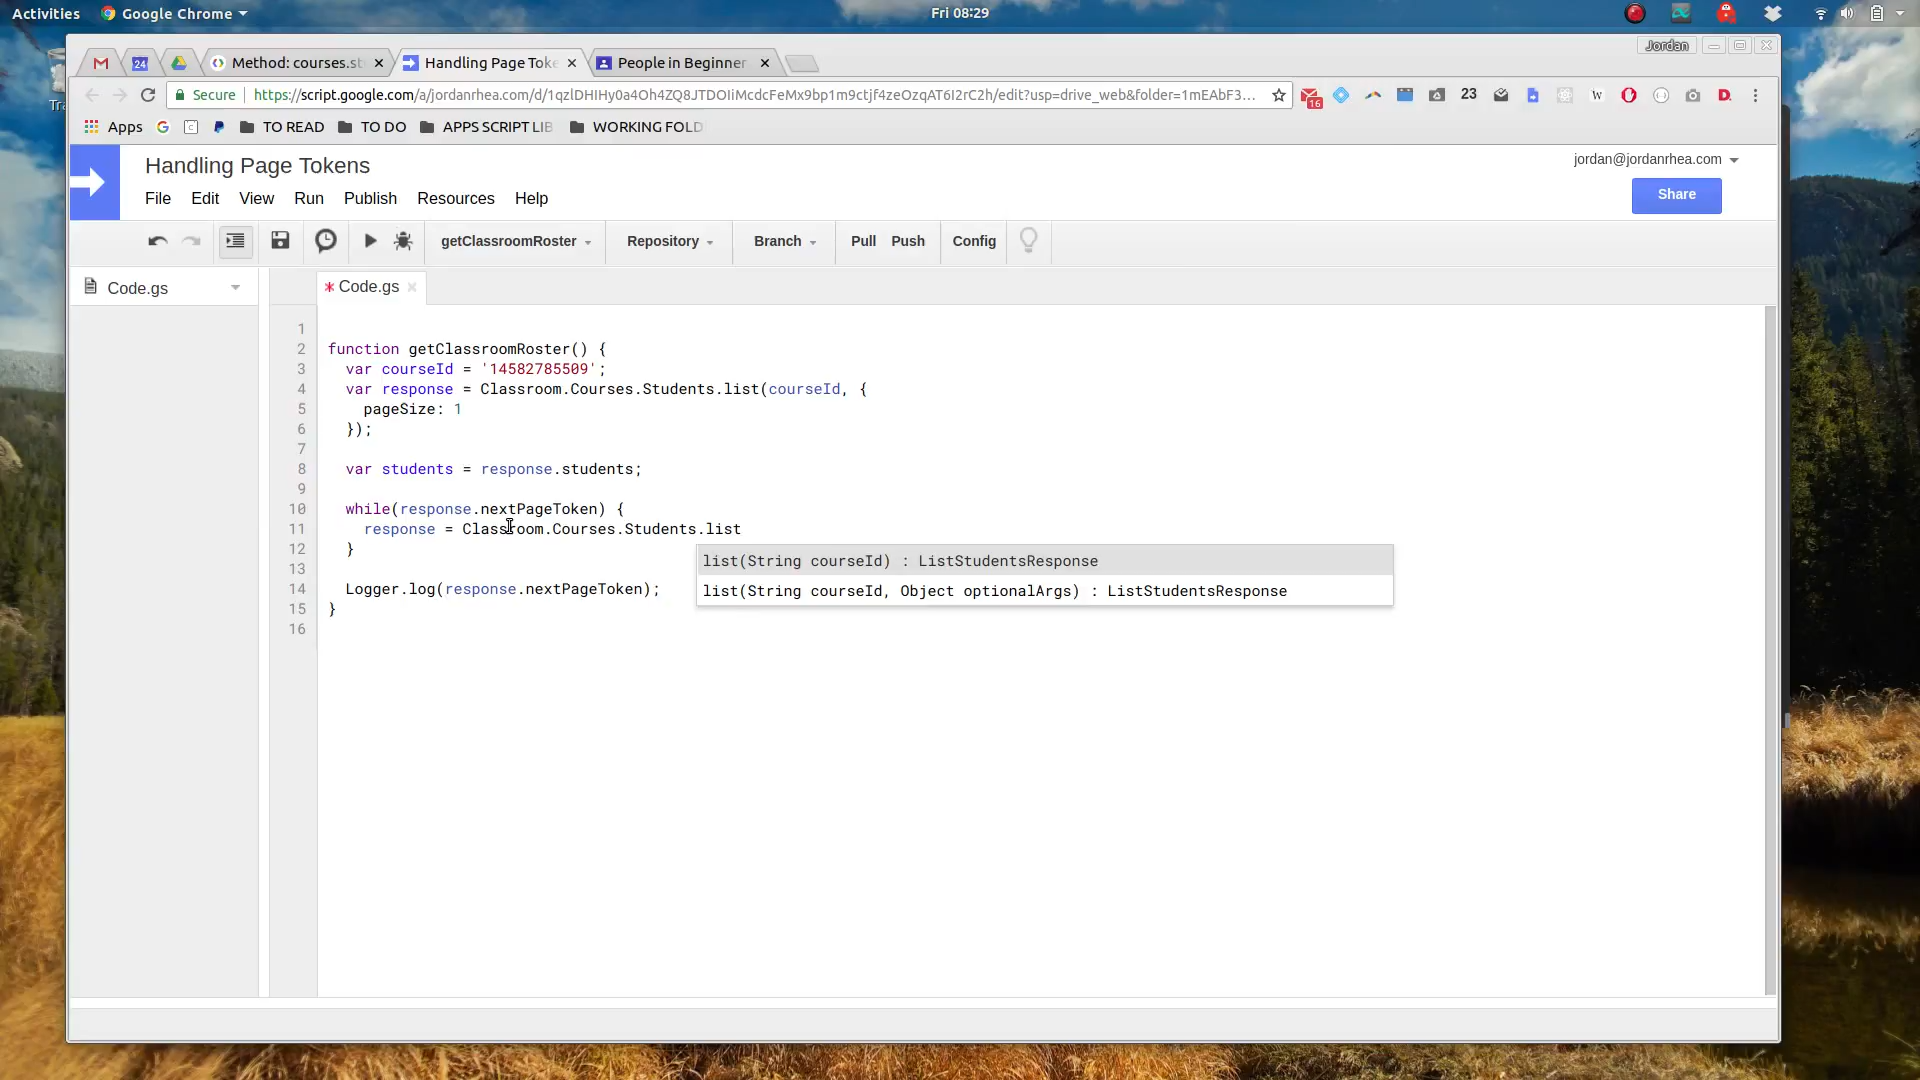 Activities Google Chrome Fri 08:29
Jordan
24 Method: courses.st Handling Page Toke People in Beginner
Secure https://script.google.com/a/jordanrhea.com/d/1qzlDHIHy0a4Oh4ZQ8JTDOIiMcdcFeMx9bp1m9ctjf4zeOzqAT6I2rC2h/edit?usp=drive_web&folder=1mEAbF3... 16 23 W D.
Apps TO READ TO DO APPS SCRIPT LIB WORKING FOLD
Handling Page Tokens
jordan@jordanrhea.com
File Edit View Run Publish Resources Help
Share
getClassroomRoster Repository Branch Pull Push Config
Code.gs
* Code.gs
1
2 function getClassroomRoster() {
3 var courseId = '14582785509';
4 var response = Classroom.Courses.Students.list(courseId, {
5 pageSize: 1
6 });
7
8 var students = response.students;
9
10 while(response.nextPageToken) {
11 response = Classroom.Courses.Students.list
12 }
13
14 Logger.log(response.nextPageToken);
15 }
16
list(String courseId) : ListStudentsResponse
list(String courseId, Object optionalArgs) : ListStudentsResponse